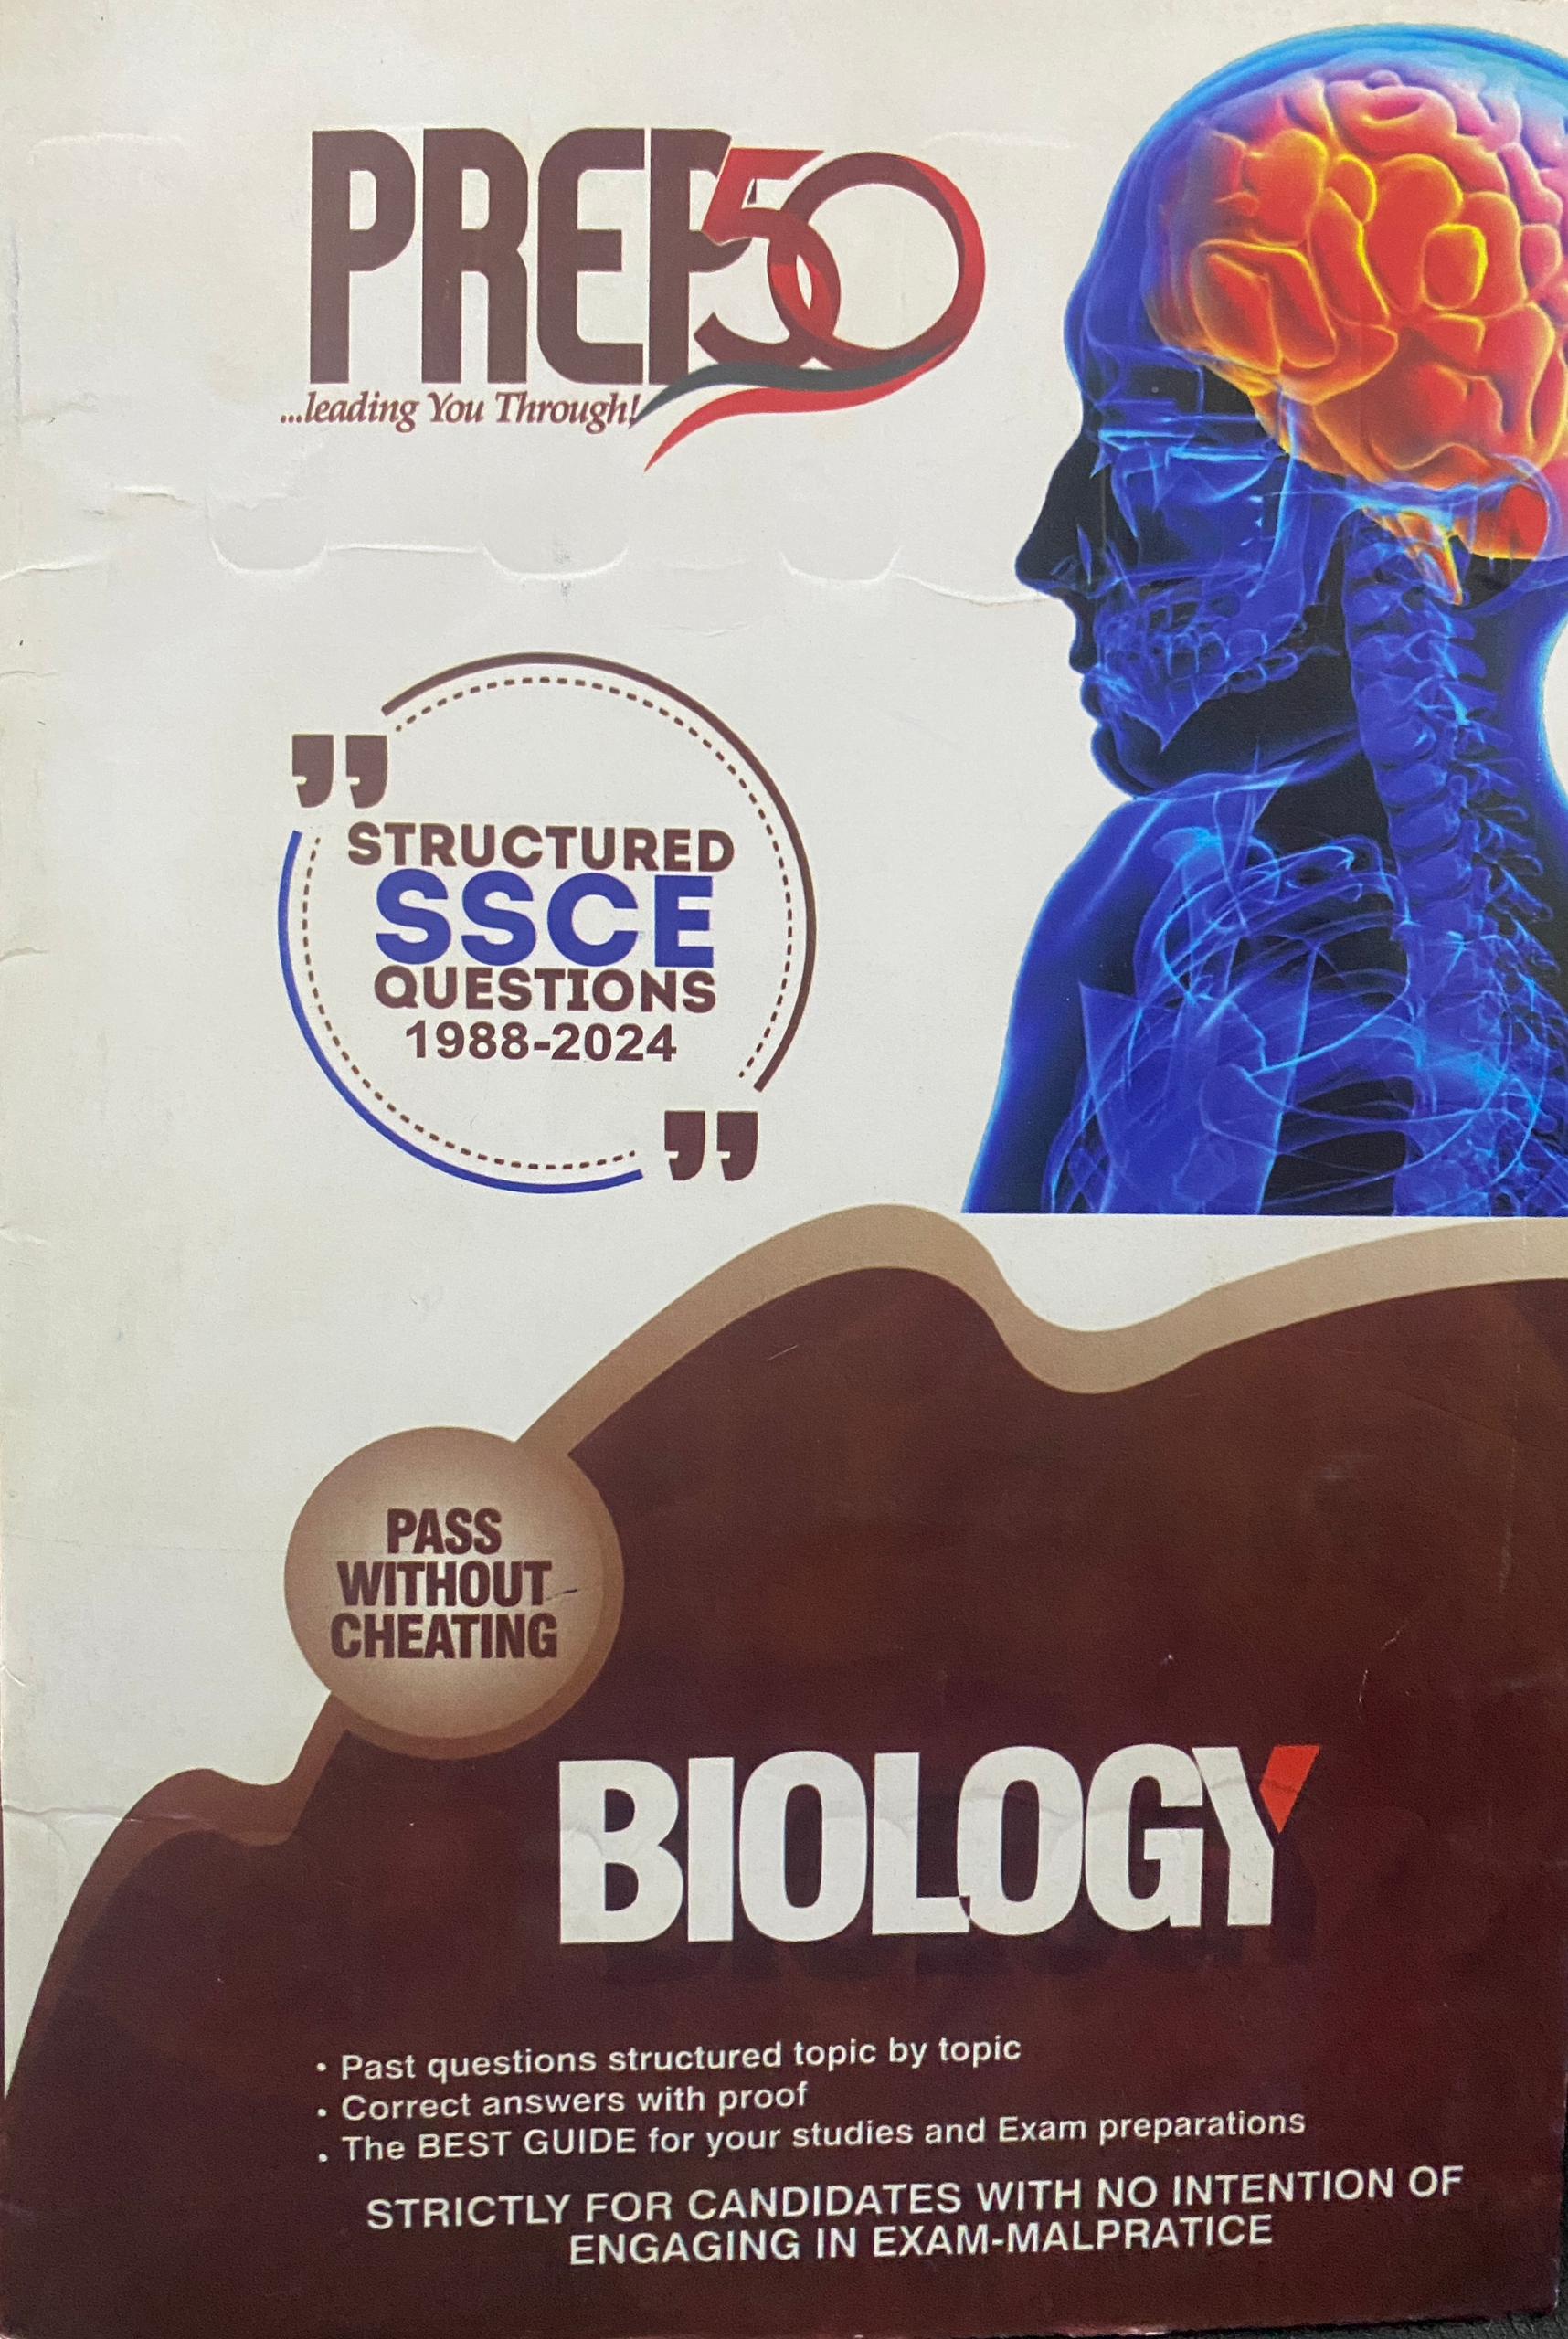 PREP50
...leading You Through!
”
STRUCTURED
SSCE
QUESTIONS
1988-2024
”
PASS
WITHOUT
CHEATING
BIOLOGY
• Past questions structured topic by topic
• Correct answers with proof
• The BEST GUIDE for your studies and Exam preparations
STRICTLY FOR CANDIDATES WITH NO INTENTION OF
ENGAGING IN EXAM-MALPRATICE